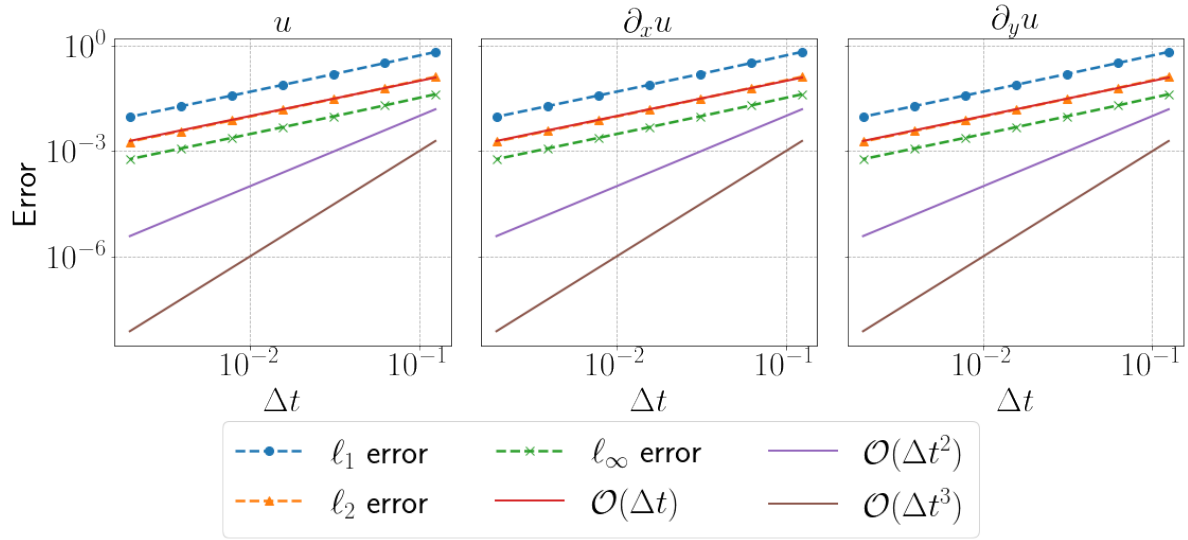 u ∂ₓu ∂ᵧu
Error
10⁰
10⁻³
10⁻⁶
10⁻² 10⁻¹ 10⁻² 10⁻¹ 10⁻² 10⁻¹
Δt Δt Δt
ℓ₁ error ℓ∞ error 𝒪(Δt²)
ℓ₂ error 𝒪(Δt) 𝒪(Δt³)